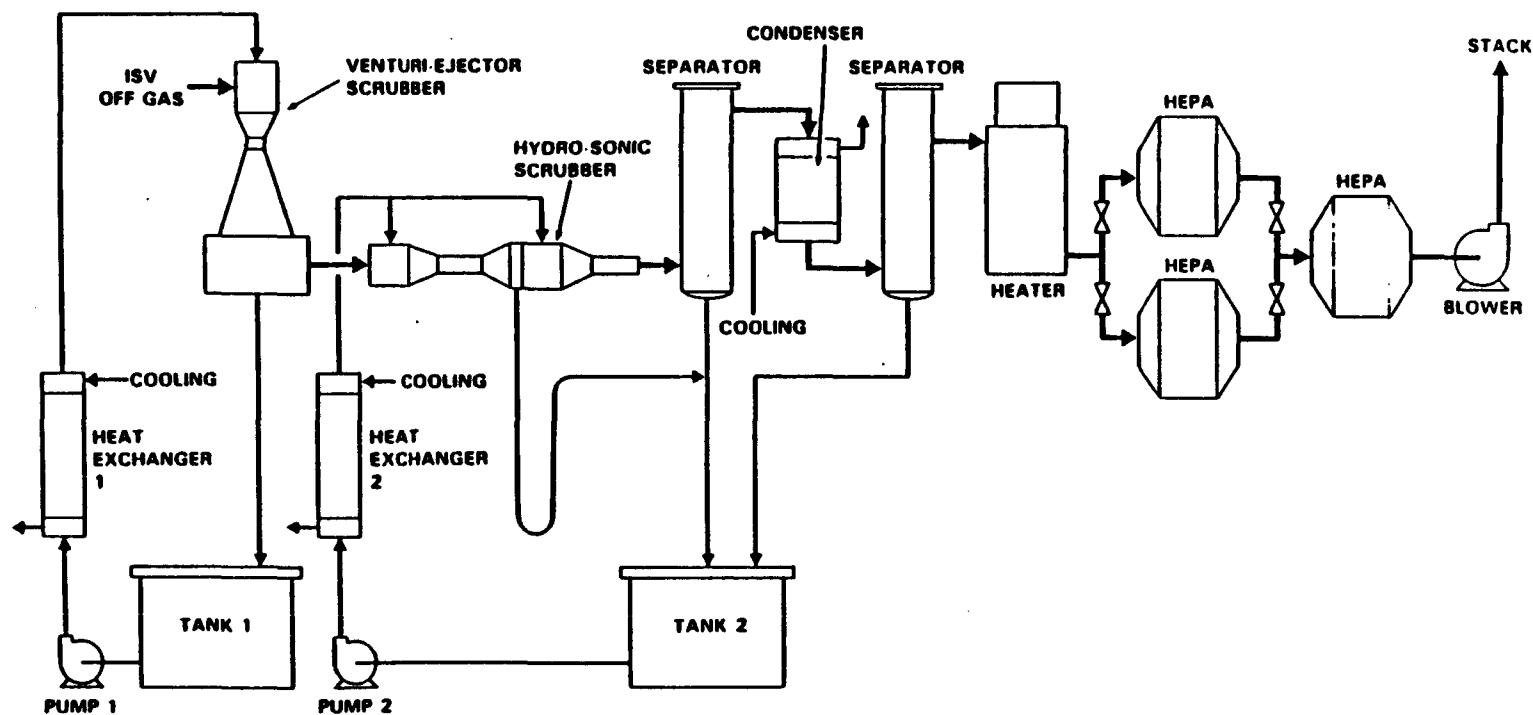 STACK
CONDENSER
ISV
OFF GAS
VENTURI-EJECTOR
SCRUBBER
SEPARATOR
SEPARATOR
HEPA
HYDRO-SONIC
SCRUBBER
HEPA
HEPA
HEATER
BLOWER
COOLING
COOLING
COOLING
HEAT
EXCHANGER
1
HEAT
EXCHANGER
2
TANK 1
TANK 2
PUMP 1
PUMP 2